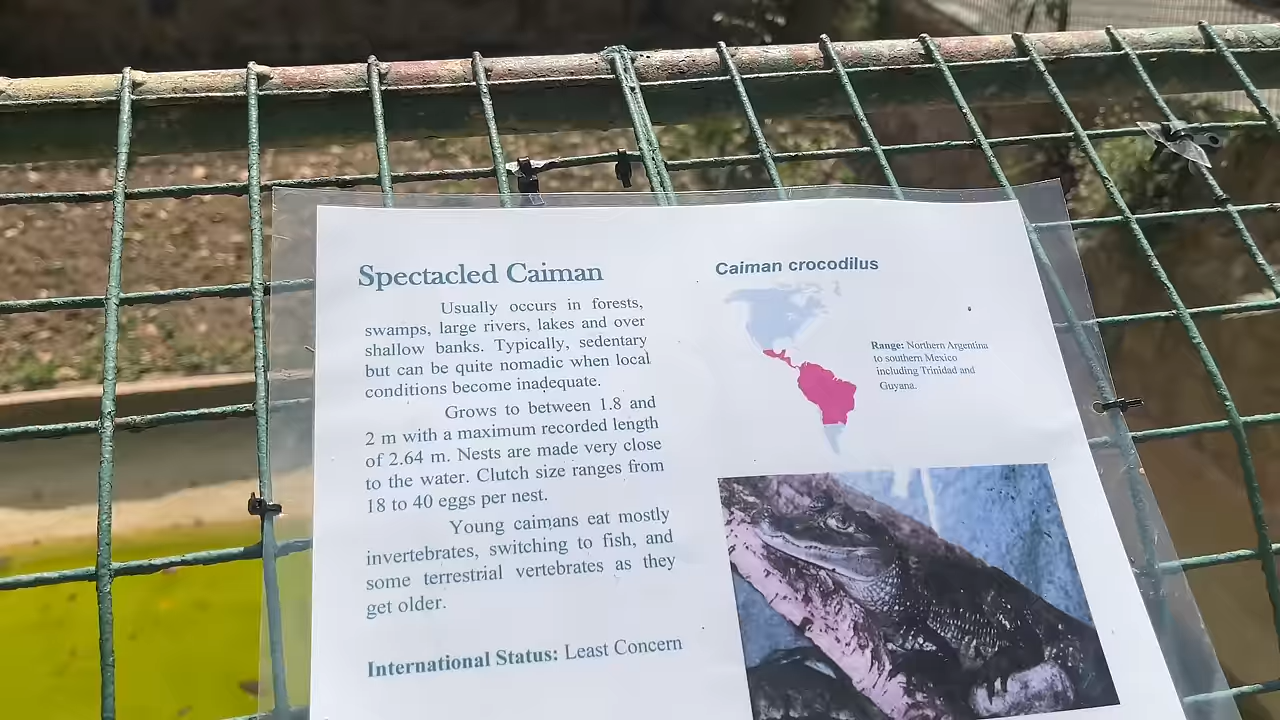 Spectacled Caiman
Usually occurs in forests,
swamps, large rivers, lakes and over
shallow banks. Typically, sedentary
but can be quite nomadic when local
conditions become inadequate.
Grows to between 1.8 and
2 m with a maximum recorded length
of 2.64 m. Nests are made very close
to the water. Clutch size ranges from
18 to 40 eggs per nest.
Young caimans eat mostly
invertebrates, switching to fish, and
some terrestrial vertebrates as they
get older.
International Status: Least Concern
Caiman crocodilus
Range: Northern Argentina
to southern Mexico
including Trinidad and
Guyana.